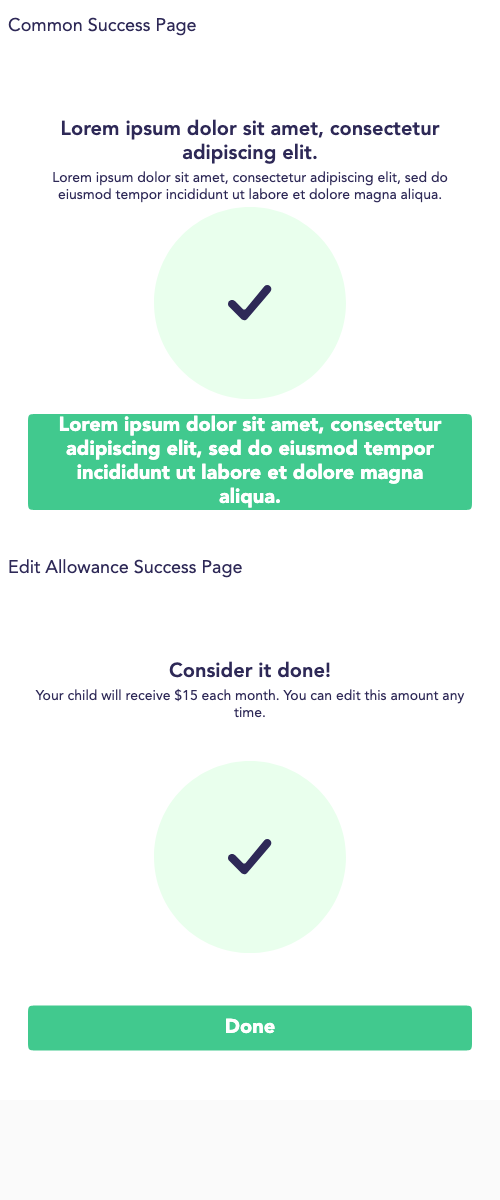 Common Success Page
Lorem ipsum dolor sit amet, consectetur
adipiscing elit.
Lorem ipsum dolor sit amet, consectetur adipiscing elit, sed do
eiusmod tempor incididunt ut labore et dolore magna aliqua.
Lorem ipsum dolor sit amet, consectetur
adipiscing elit, sed do eiusmod tempor
incididunt ut labore et dolore magna
aliqua.
Edit Allowance Success Page
Consider it done!
Your child will receive $15 each month. You can edit this amount any
time.
Done